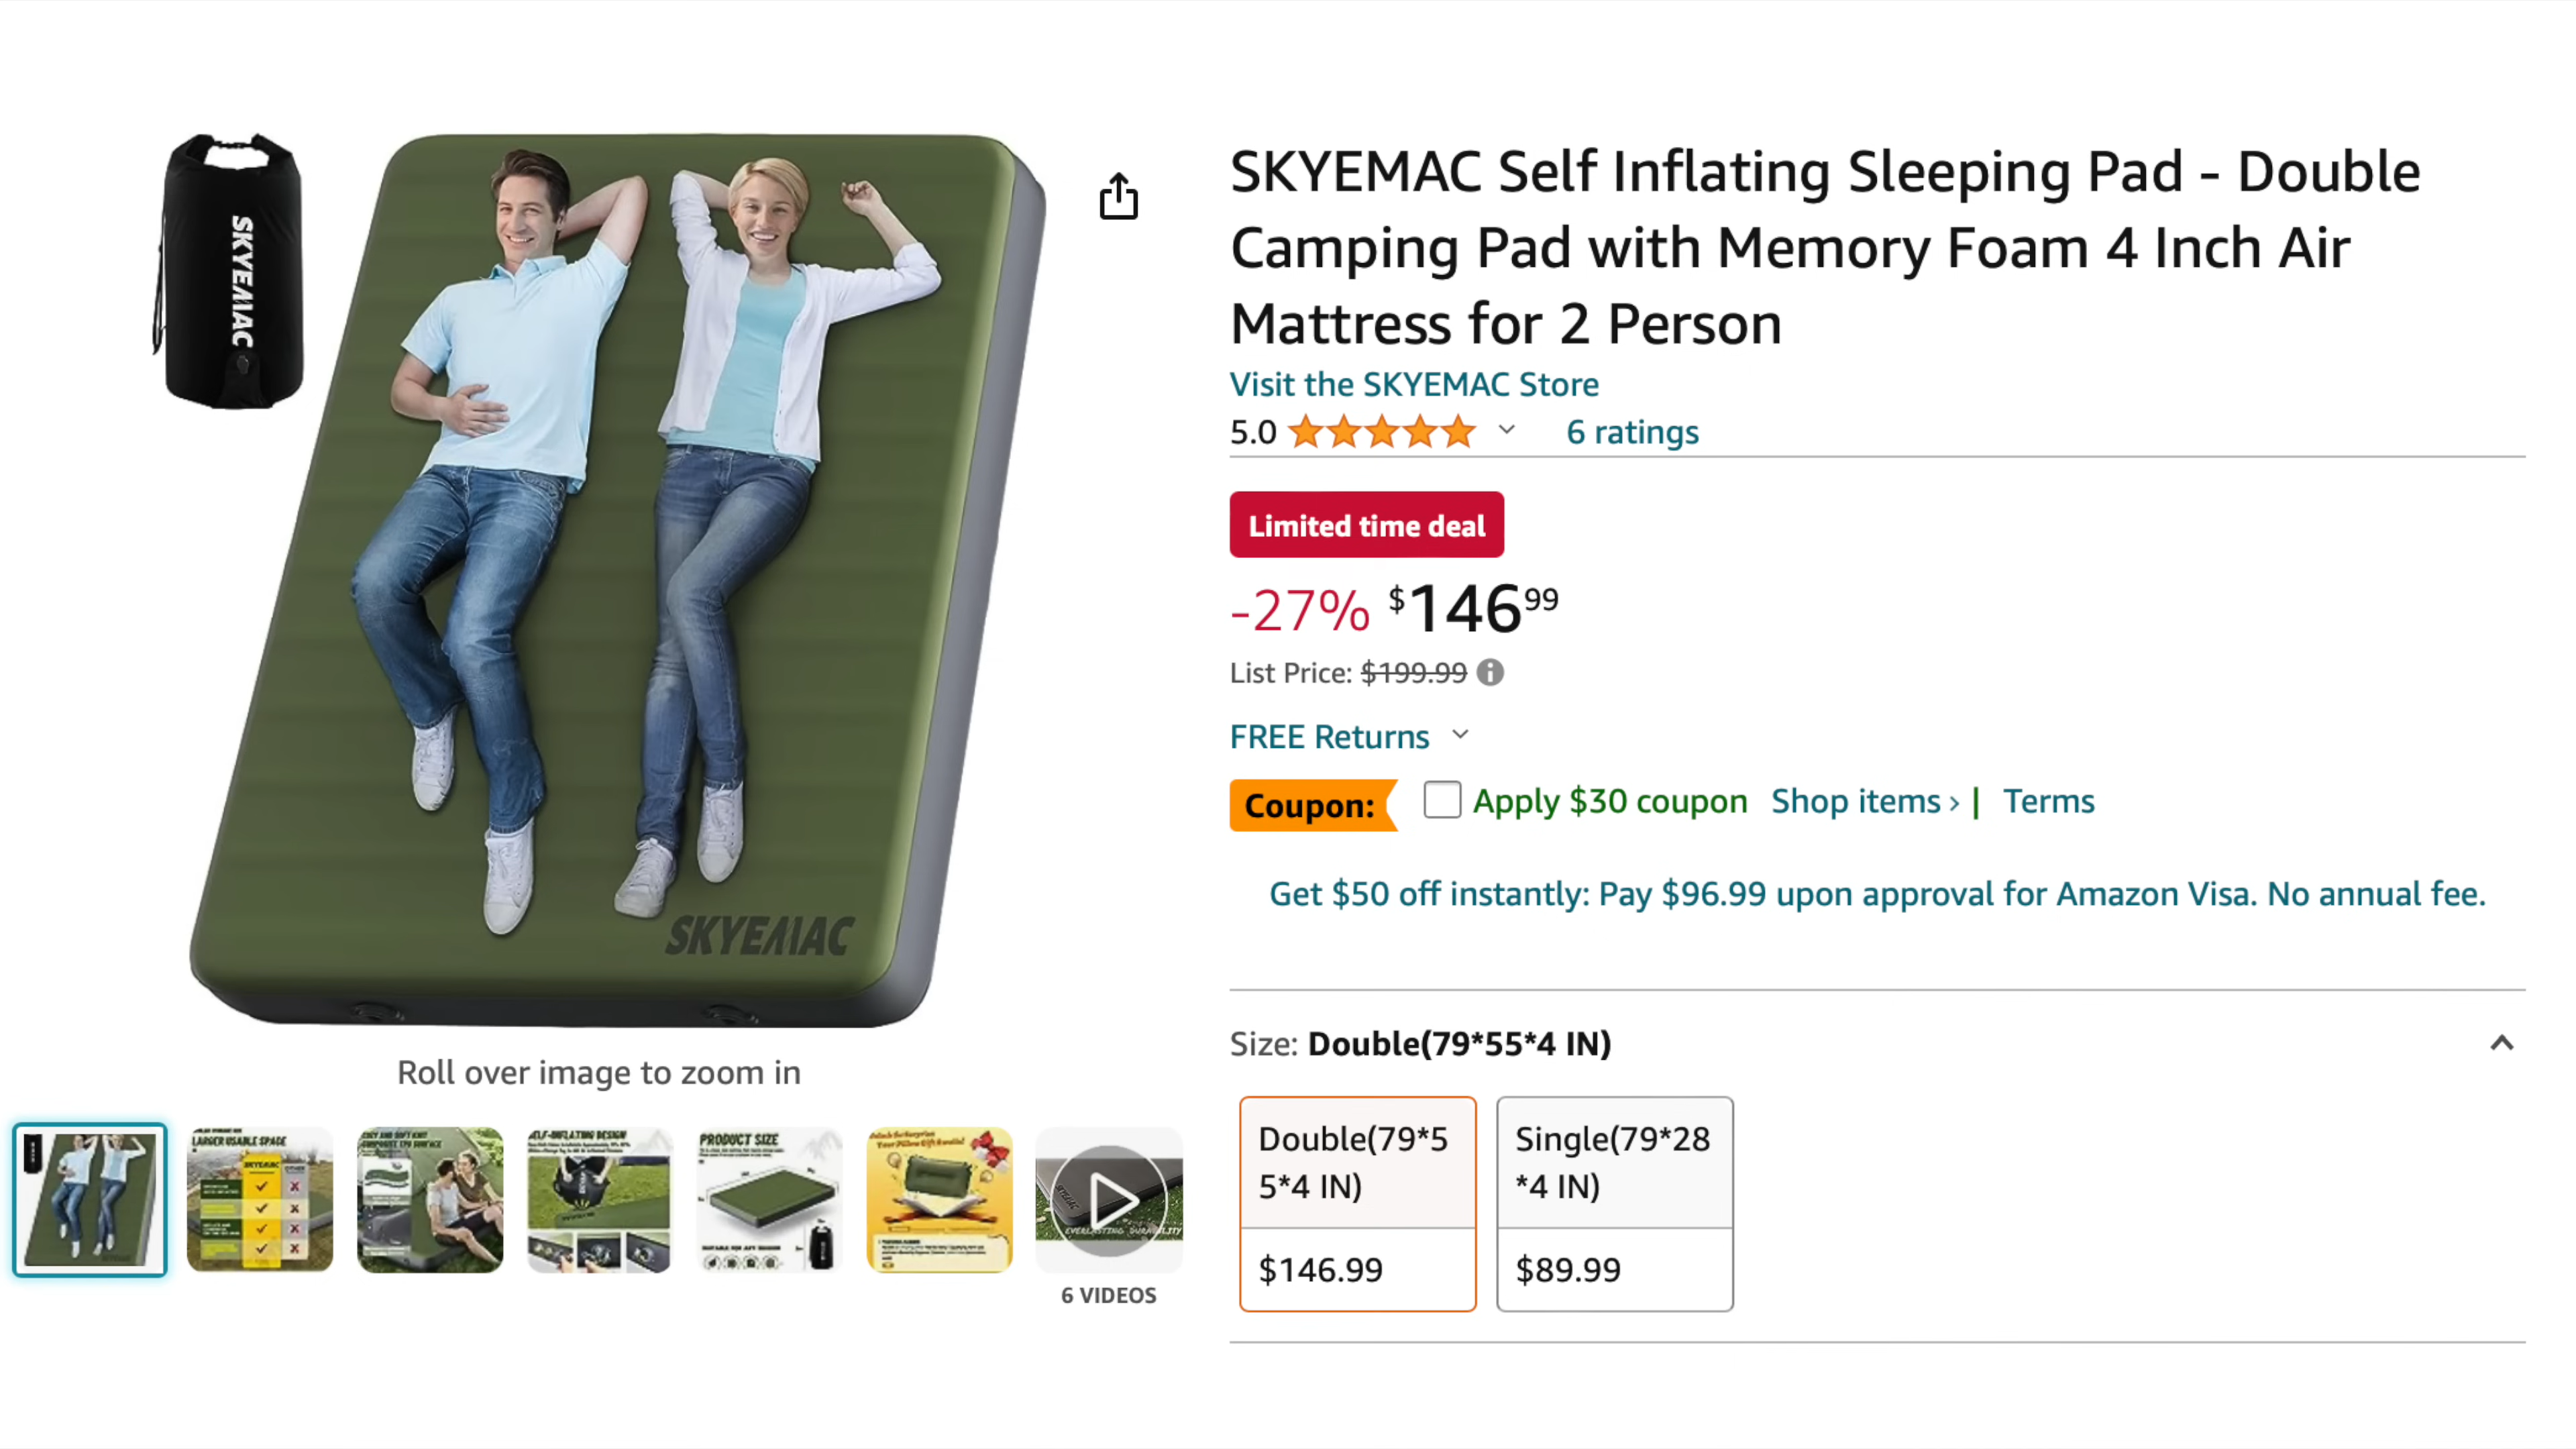 SKYEMAC
SKYEMAC
Roll over image to zoom in
LARGER USABLE SPACE
SKYEMAC
SELF-INFLATING DESIGN
PRODUCT SIZE
EVERLASTING DURABILITY
6 VIDEOS
SKYEMAC Self Inflating Sleeping Pad - Double
Camping Pad with Memory Foam 4 Inch Air
Mattress for 2 Person
Visit the SKYEMAC Store
5.0 6 ratings
Limited time deal
-27% $146 99
List Price: $199.99
FREE Returns
Coupon: Apply $30 coupon Shop items › | Terms
Get $50 off instantly: Pay $96.99 upon approval for Amazon Visa. No annual fee.
Size: Double(79*55*4 IN)
Double(79*5
5*4 IN)
$146.99
Single(79*28
*4 IN)
$89.99